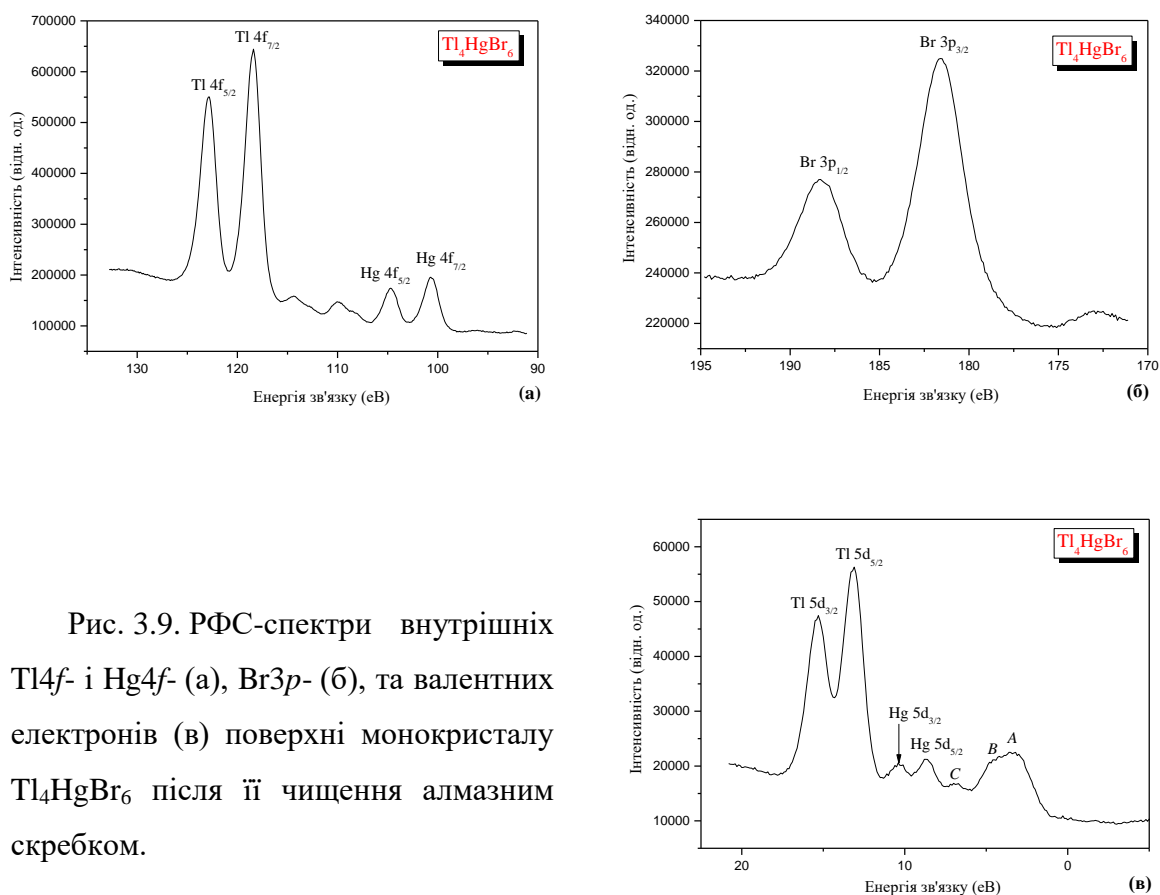 700000
600000
500000
400000
300000
200000
100000
Інтенсивність (відн. од.)
Tl 4f5/2
Tl 4f7/2
Hg 4f5/2
Hg 4f7/2
Tl4HgBr6
130 120 110 100 90
Енергія зв'язку (еВ)
(а)
340000
320000
300000
280000
260000
240000
220000
Інтенсивність (відн. од.)
Br 3p1/2
Br 3p3/2
Tl4HgBr6
195 190 185 180 175 170
Енергія зв'язку (еВ)
(б)
Рис. 3.9. РФС-спектри внутрішніх
Tl4f- і Hg4f- (а), Br3p- (б), та валентних
електронів (в) поверхні монокристалу
Tl₄HgBr₆ після її чищення алмазним
скребком.
60000
50000
40000
30000
20000
10000
Інтенсивність (відн. од.)
Tl 5d3/2
Tl 5d5/2
Hg 5d3/2
Hg 5d5/2
C
B
A
Tl4HgBr6
20 10 0
Енергія зв'язку (еВ)
(в)